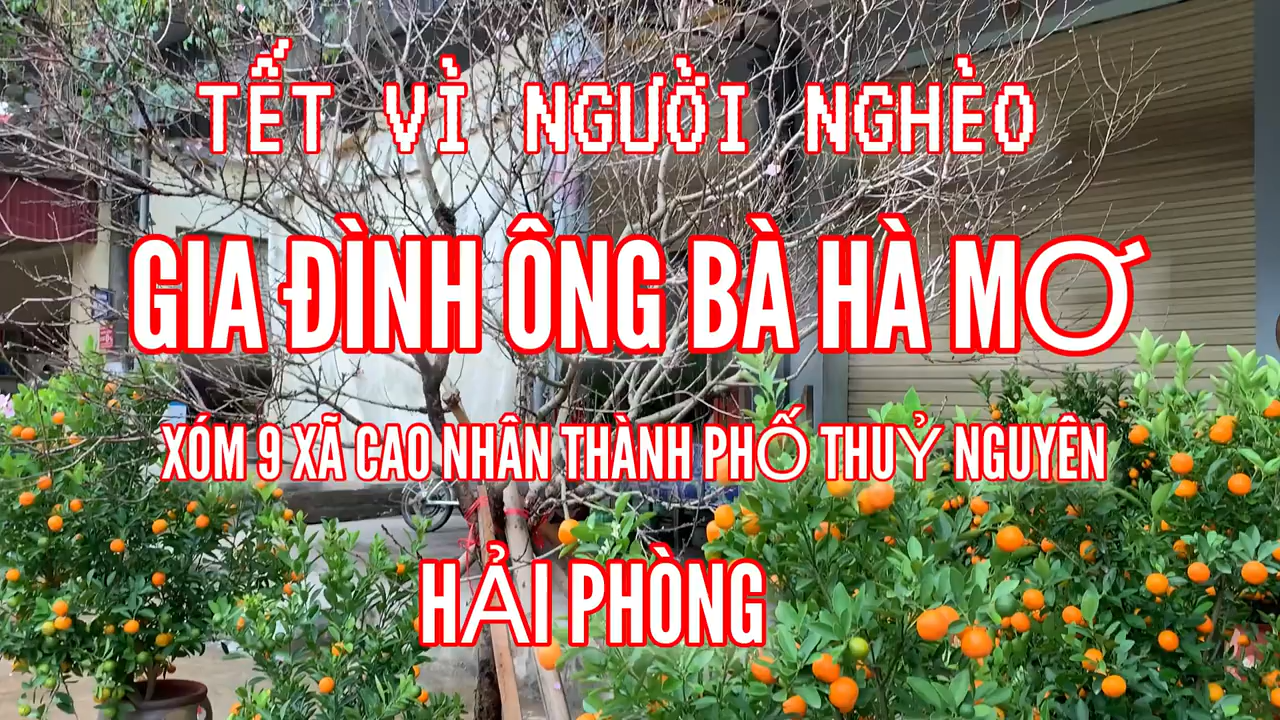 TẾT VÌ NGƯỜI NGHÈO
GIA ĐÌNH ÔNG BÀ HÀ MƠ
XÓM 9 XÃ CAO NHÂN THÀNH PHỐ THUỶ NGUYÊN
HẢI PHÒNG